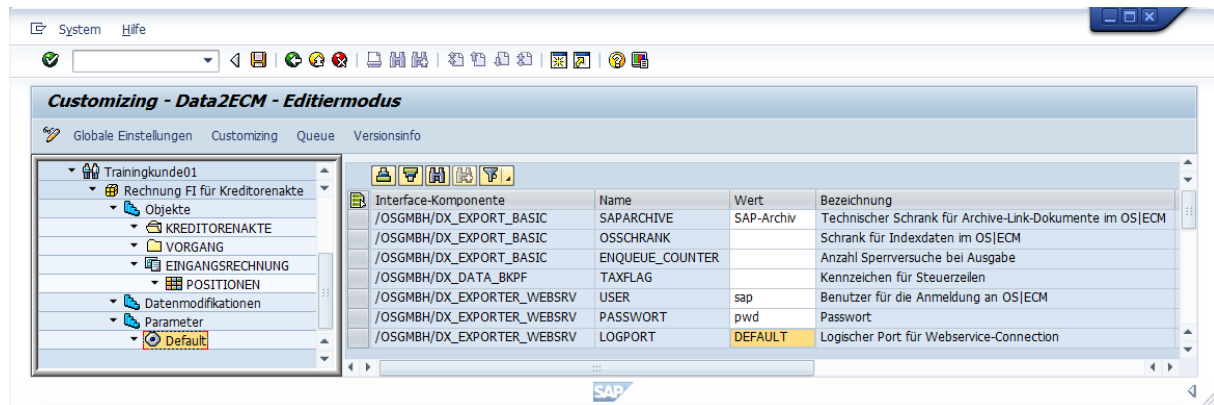 System Hilfe
Customizing - Data2ECM - Editiermodus
Globale Einstellungen Customizing Queue Versionsinfo
Trainingkunde01
Rechnung FI für Kreditorenakte
Objekte
KREDITORENAKTE
VORGANG
EINGANGSRECHNUNG
POSITIONEN
Datenmodifikationen
Parameter
Default
Interface-Komponente Name Wert Bezeichnung
/OSGMBH/DX_EXPORT_BASIC SAPARCHIVE SAP-Archiv Technischer Schrank für Archive-Link-Dokumente im OS|ECM
/OSGMBH/DX_EXPORT_BASIC OSSCHRANK Schrank für Indexdaten im OS|ECM
/OSGMBH/DX_EXPORT_BASIC ENQUEUE_COUNTER Anzahl Sperrversuche bei Ausgabe
/OSGMBH/DX_DATA_BKPF TAXFLAG Kennzeichen für Steuerzeilen
/OSGMBH/DX_EXPORTER_WEBSRV USER sap Benutzer für die Anmeldung an OS|ECM
/OSGMBH/DX_EXPORTER_WEBSRV PASSWORT pwd Passwort
/OSGMBH/DX_EXPORTER_WEBSRV LOGPORT DEFAULT Logischer Port für Webservice-Connection
SAP